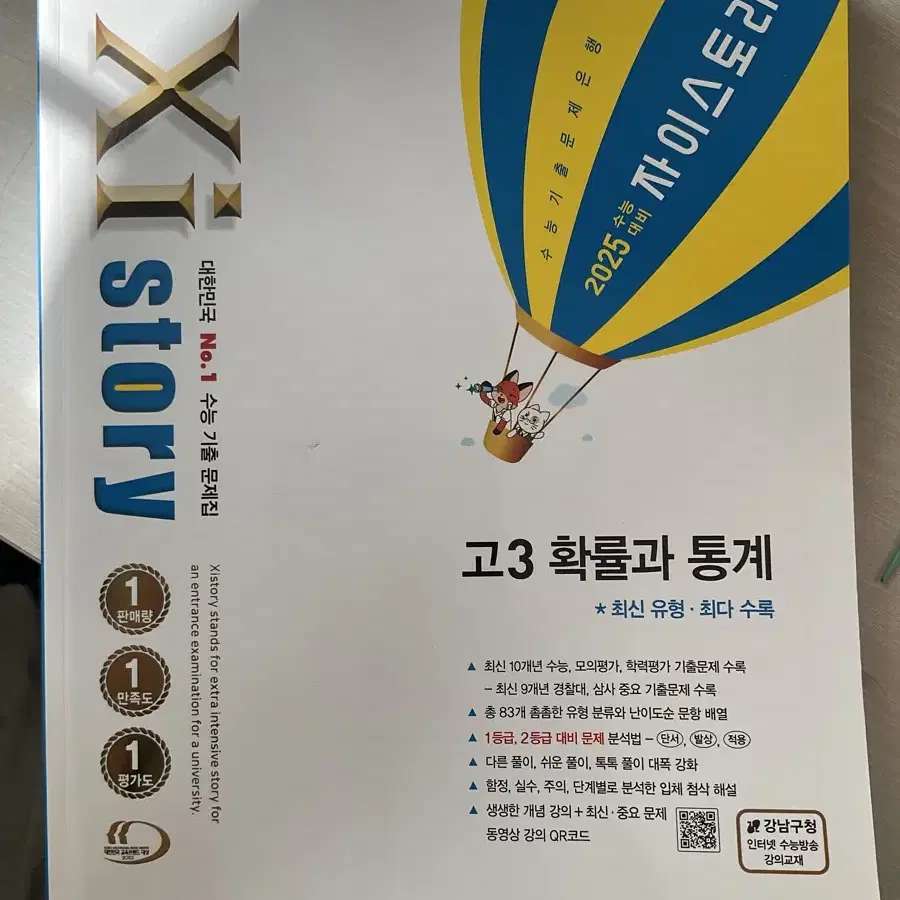 Xi story
대한민국 No.1 수능 기출 문제집
Xistory stands for extra intensive story for
an entrance examination for a university.
1
판매량
1
만족도
1
평가도
수능기출문제은행
2025 수능
대비
자이스토리
고3 확률과 통계
* 최신 유형 · 최다 수록
▲ 최신 10개년 수능, 모의평가, 학력평가 기출문제 수록
– 최신 9개년 경찰대, 삼사 중요 기출문제 수록
▲ 총 83개 촘촘한 유형 분류와 난이도순 문항 배열
▲ 1등급, 2등급 대비 문제 분석법 – 단서, 발상, 적용
▲ 다른 풀이, 쉬운 풀이, 톡톡 풀이 대폭 강화
▲ 함정, 실수, 주의, 단계별로 분석한 입체 첨삭 해설
▲ 생생한 개념 강의 + 최신 · 중요 문제
동영상 강의 QR코드
강남구청
인터넷 수능방송
강의교재